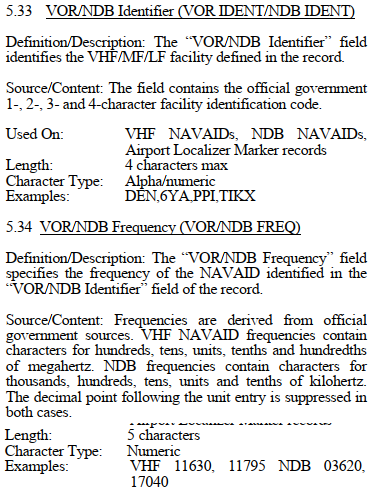 5.33 VOR/NDB Identifier (VOR IDENT/NDB IDENT)
Definition/Description: The “VOR/NDB Identifier” field
identifies the VHF/MF/LF facility defined in the record.
Source/Content: The field contains the official government
1-, 2-, 3- and 4-character facility identification code.
Used On: VHF NAVAIDs, NDB NAVAIDs,
Airport Localizer Marker records
Length: 4 characters max
Character Type: Alpha/numeric
Examples: DEN,6YA,PPI,TIKX
5.34 VOR/NDB Frequency (VOR/NDB FREQ)
Definition/Description: The “VOR/NDB Frequency” field
specifies the frequency of the NAVAID identified in the
“VOR/NDB Identifier” field of the record.
Source/Content: Frequencies are derived from official
government sources. VHF NAVAID frequencies contain
characters for hundreds, tens, units, tenths and hundredths
of megahertz. NDB frequencies contain characters for
thousands, hundreds, tens, units and tenths of kilohertz.
The decimal point following the unit entry is suppressed in
both cases.
Length: 5 characters
Character Type: Numeric
Examples: VHF 11630, 11795 NDB 03620,
17040